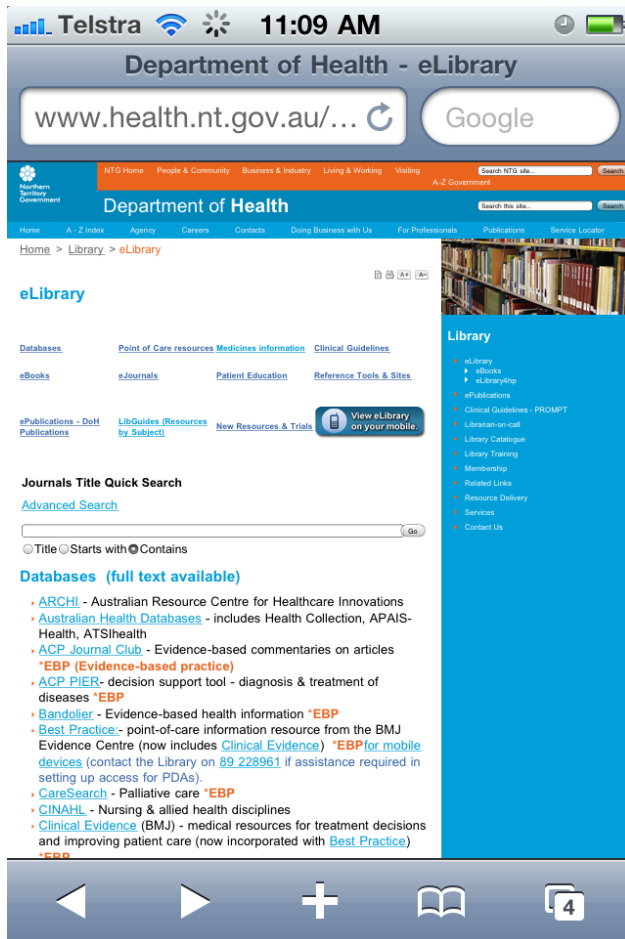 Telstra 11:09 AM
Department of Health - eLibrary
www.health.nt.gov.au/... Google
Northern
Territory
Government
NTG Home People & Community Business & Industry Living & Working Visiting
A-Z Government
Search NTG site... Search
Department of Health
Search this site... Search
Home A - Z Index Agency Careers Contacts Doing Business with Us For Professionals Publications Service Locator
Home > Library > eLibrary
A+ A-
eLibrary
Databases Point of Care resources Medicines information Clinical Guidelines
eBooks eJournals Patient Education Reference Tools & Sites
ePublications - DoH
Publications
LibGuides (Resources
by Subject)
New Resources & Trials
View eLibrary
on your mobile.
Journals Title Quick Search
Advanced Search
Go
Title Starts with Contains
Databases (full text available)
ARCHI - Australian Resource Centre for Healthcare Innovations
Australian Health Databases - includes Health Collection, APAIS-
Health, ATSIhealth
ACP Journal Club - Evidence-based commentaries on articles
*EBP (Evidence-based practice)
ACP PIER- decision support tool - diagnosis & treatment of
diseases *EBP
Bandolier - Evidence-based health information *EBP
Best Practice:- point-of-care information resource from the BMJ
Evidence Centre (now includes Clinical Evidence) *EBPfor mobile
devices (contact the Library on 89 228961 if assistance required in
setting up access for PDAs).
CareSearch - Palliative care *EBP
CINAHL - Nursing & allied health disciplines
Clinical Evidence (BMJ) - medical resources for treatment decisions
and improving patient care (now incorporated with Best Practice)
*EBP
Library
eLibrary
eBooks
eLibrary4hp
ePublications
Clinical Guidelines - PROMPT
Librarian-on-call
Library Catalogue
Library Training
Membership
Related Links
Resource Delivery
Services
Contact Us
4